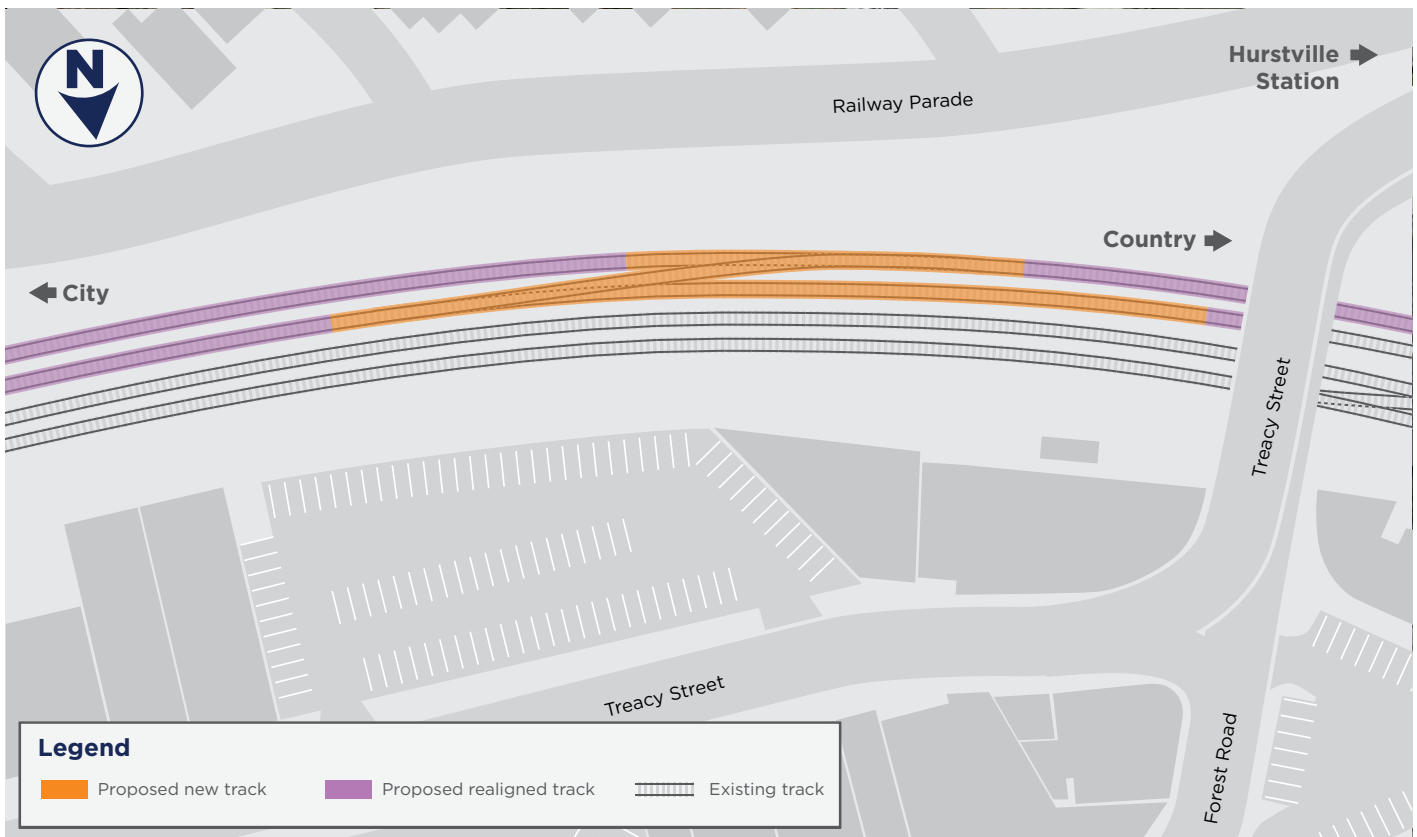 N
Hurstville
Station
Railway Parade
Country
City
Treacy Street
Treacy Street
Forest Road
Legend
Proposed new track
Proposed realigned track
Existing track